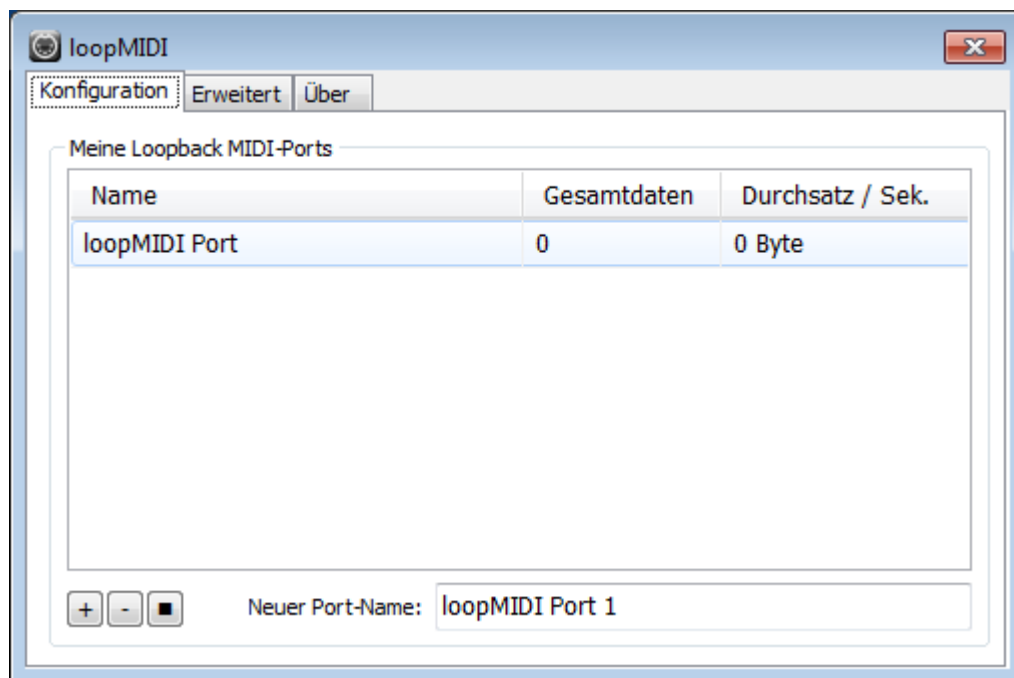 loopMIDI
Konfiguration Erweitert Über
Meine Loopback MIDI-Ports
Name Gesamtdaten Durchsatz / Sek.
loopMIDI Port 0 0 Byte
+ - ■ Neuer Port-Name: loopMIDI Port 1